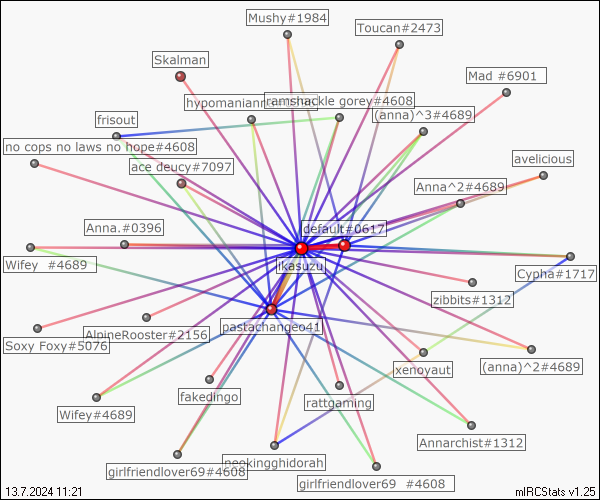 Mushy#1984
Toucan#2473
Skalman
Mad #6901
hypomaniann
ramshackle gorey#4608
(anna)^3#4689
frisout
no cops no laws no hope#4608
ace deucy#7097
avelicious
Anna^2#4689
Anna.#0396
default#0617
Wifey #4689
ikasuzu
Cypha#1717
zibbits#1312
pastachangeo41
AlpineRooster#2156
Soxy Foxy#5076
xenoyaut
(anna)^2#4689
fakedingo
rattgaming
Wifey#4689
Annarchist#1312
neokingghidorah
girlfriendlover69#4608
girlfriendlover69 #4608
13.7.2024 11:21
mIRCStats v1.25